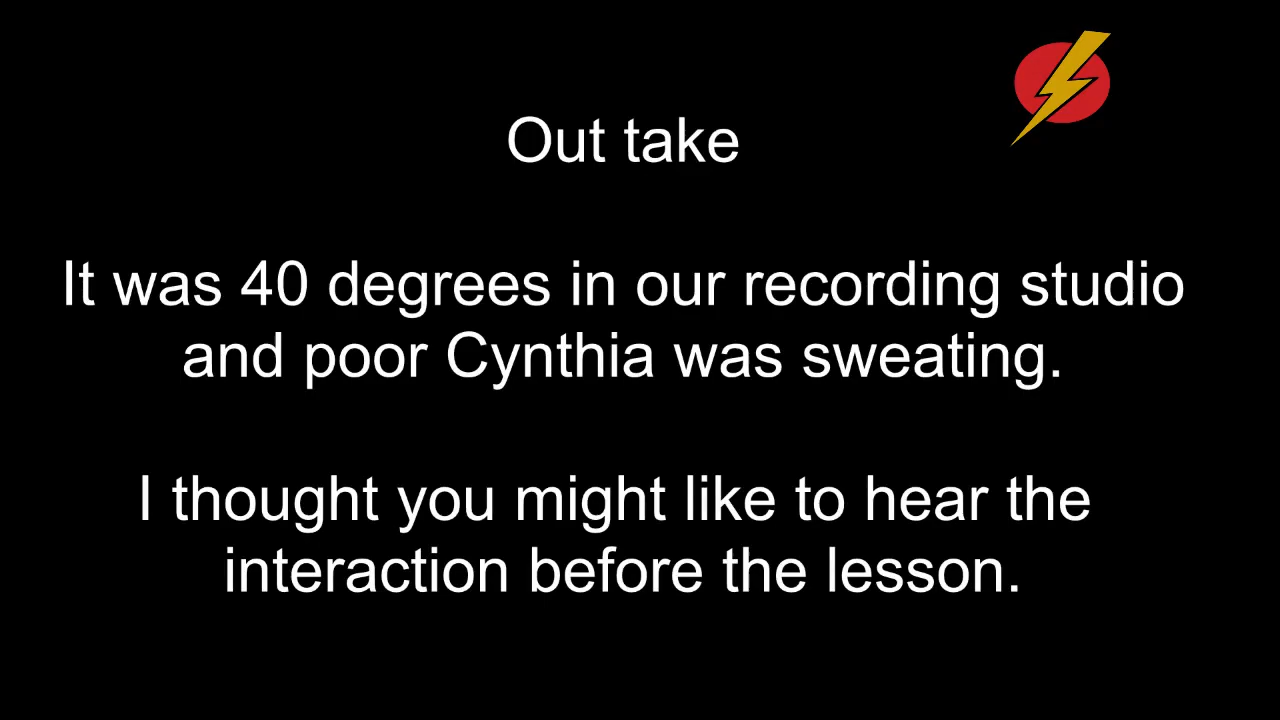 Out take
It was 40 degrees in our recording studio
and poor Cynthia was sweating.
I thought you might like to hear the
interaction before the lesson.